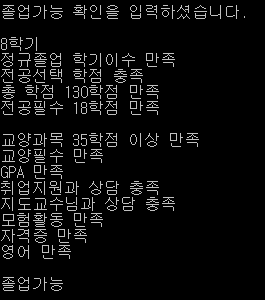 졸업가능 확인을 입력하셨습니다.
8학기
정규졸업 학기이수 만족
전공선택 학점 충족
총 학점 130학점 만족
전공필수 18학점 만족
교양과목 35학점 이상 만족
교양필수 만족
GPA 만족
취업지원과 상담 충족
지도교수님과 상담 충족
모험활동 만족
자격증 만족
영어 만족
졸업가능